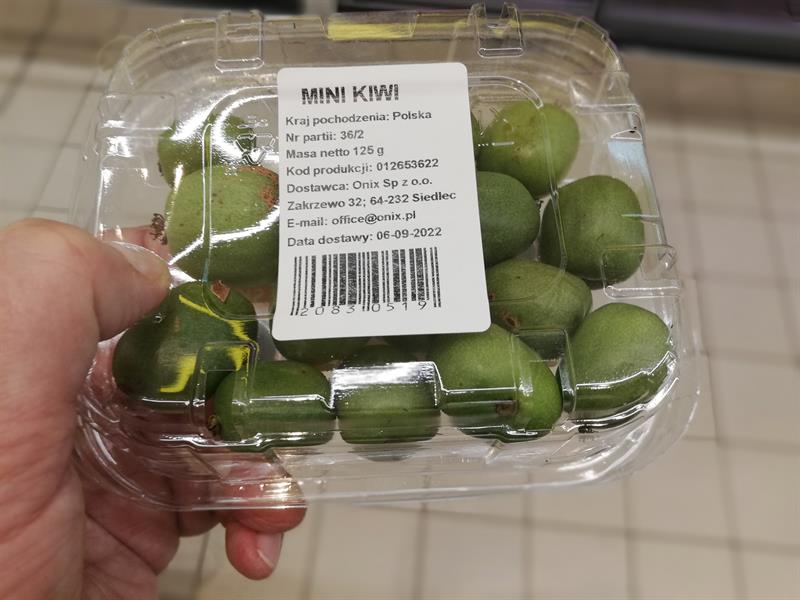 MINI KIWI
Kraj pochodzenia: Polska
Nr partii: 36/2
Masa netto 125 g
Kod produkcji: 012653622
Dostawca: Onix Sp z o.o.
Zakrzewo 32; 64-232 Siedlec
E-mail: office@onix.pl
Data dostawy: 06-09-2022
20830519